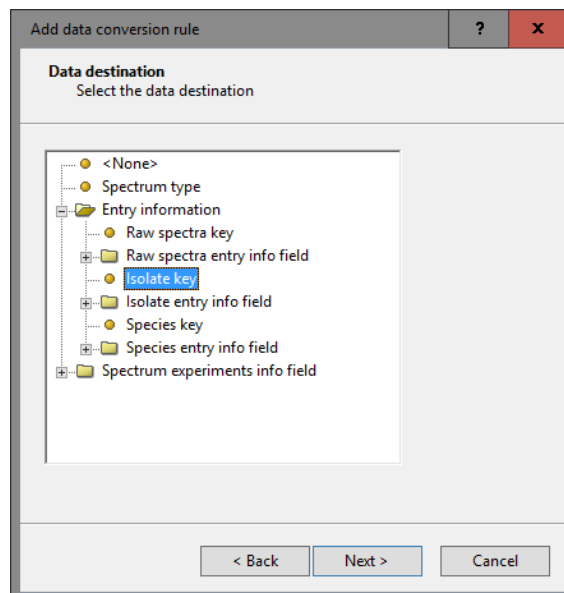 Add data conversion rule ? x
Data destination
Select the data destination
<None>
Spectrum type
Entry information
Raw spectra key
Raw spectra entry info field
Isolate key
Isolate entry info field
Species key
Species entry info field
Spectrum experiments info field
< Back Next > Cancel